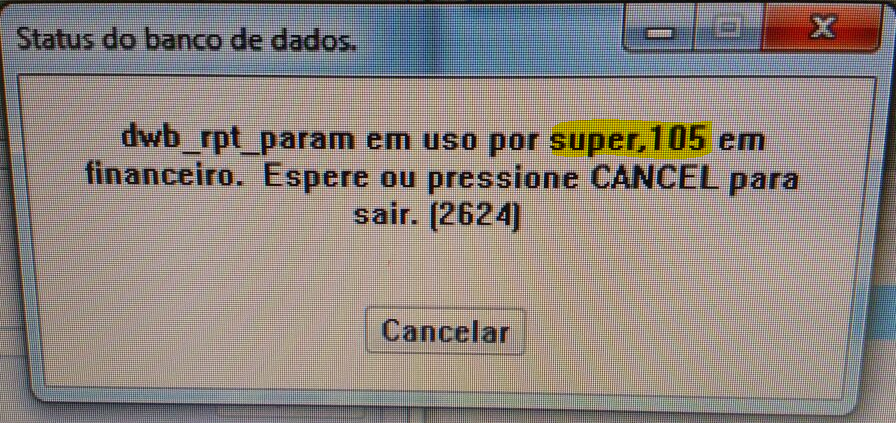 Status do banco de dados.
dwb_rpt_param em uso por super,105 em
financeiro. Espere ou pressione CANCEL para
sair. (2624)
Cancelar